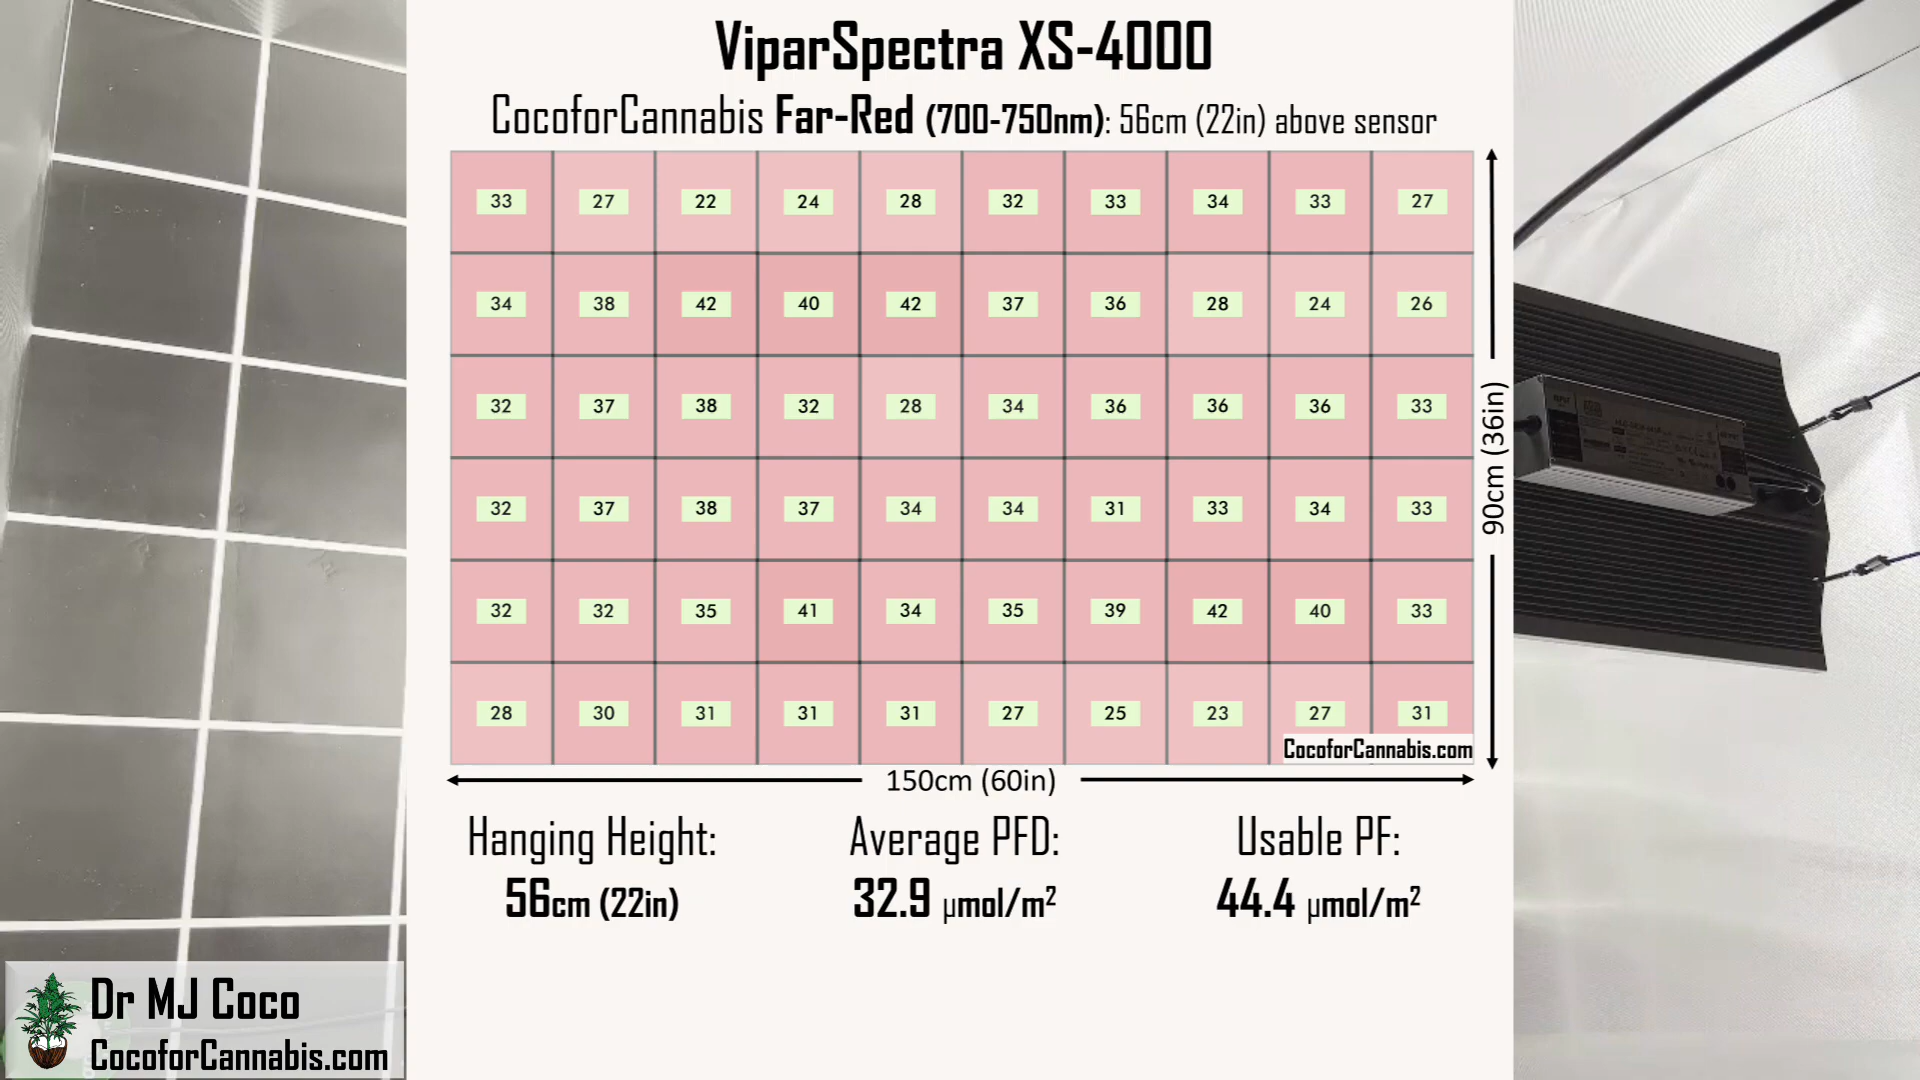 ViparSpectra XS-4000
CocoforCannabis Far-Red (700-750nm): 56cm (22in) above sensor
33 27 22 24 28 32 33 34 33 27
34 38 42 40 42 37 36 28 24 26
32 37 38 32 28 34 36 36 36 33
32 37 38 37 34 34 31 33 34 33
32 32 35 41 34 35 39 42 40 33
28 30 31 31 31 27 25 23 27 31
CocoforCannabis.com
90cm (36in)
150cm (60in)
Hanging Height: Average PFD: Usable PF:
56cm (22in) 32.9 μmol/m² 44.4 μmol/m²
Dr MJ Coco
CocoforCannabis.com